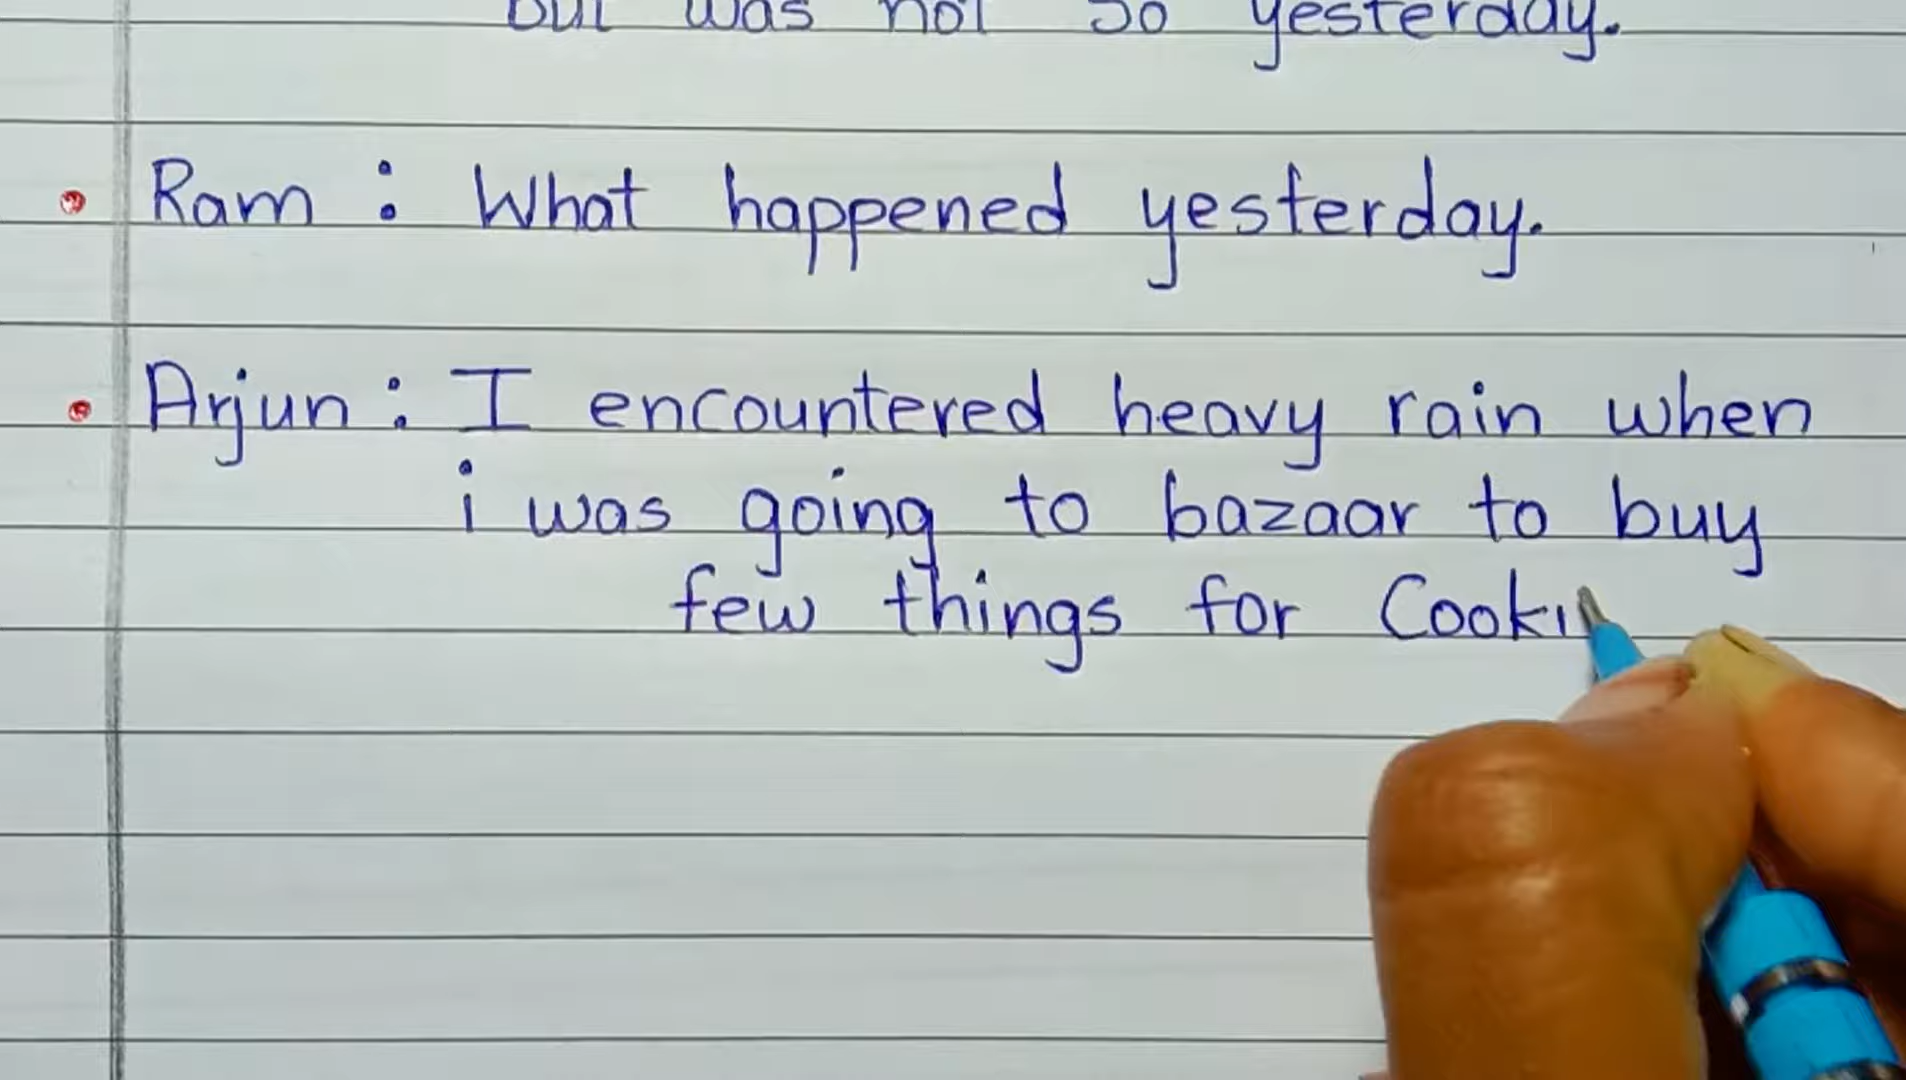 but was not so yesterday.
Ram : What happened yesterday.
Arjun : I encountered heavy rain when
i was going to bazaar to buy
few things for Cooki